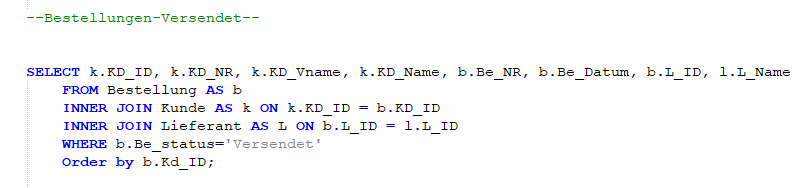 --Bestellungen-Versendet--
SELECT k.KD_ID, k.KD_NR, k.KD_Vname, k.KD_Name, b.Be_NR, b.Be_Datum, b.L_ID, l.L_Name
FROM Bestellung AS b
INNER JOIN Kunde AS k ON k.KD_ID = b.KD_ID
INNER JOIN Lieferant AS L ON b.L_ID = l.L_ID
WHERE b.Be_status='Versendet'
Order by b.Kd_ID;